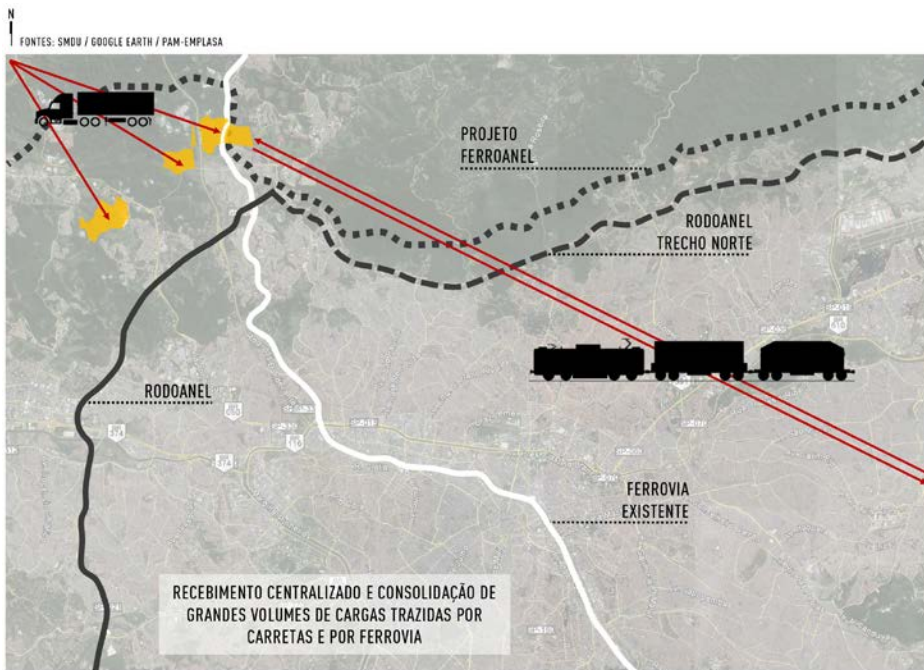 N
FONTES: SMDU / GOOGLE EARTH / PAM-EMPLASA
PROJETO
FERROANEL
RODOANEL
TRECHO NORTE
RODOANEL
FERROVIA
EXISTENTE
RECEBIMENTO CENTRALIZADO E CONSOLIDAÇÃO DE
GRANDES VOLUMES DE CARGAS TRAZIDAS POR
CARRETAS E POR FERROVIA